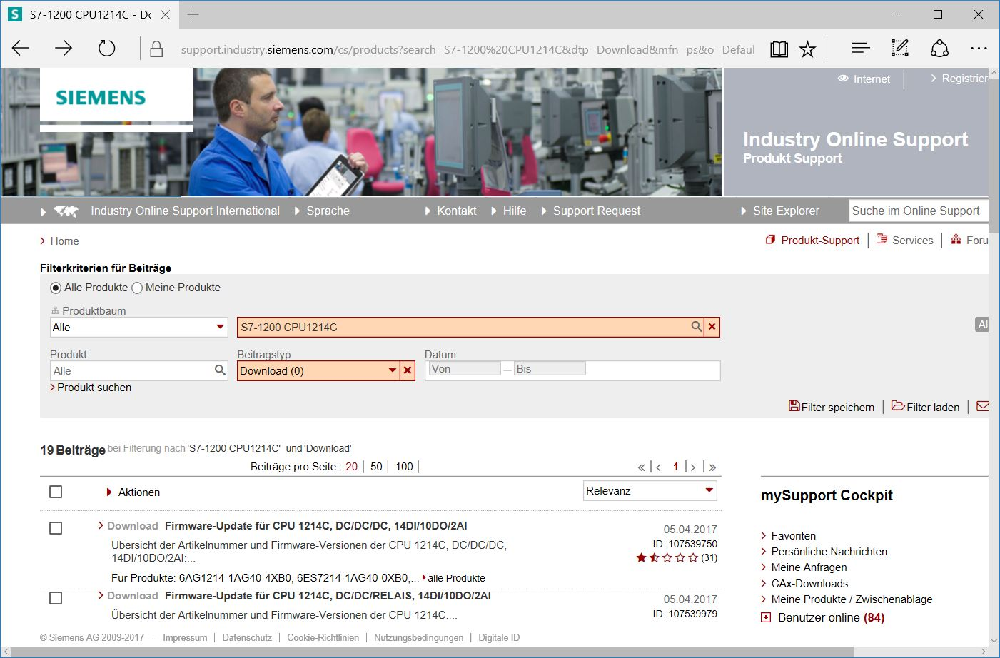 S7-1200 CPU1214C - Do
support.industry.siemens.com/cs/products?search=S7-1200%20CPU1214C&dtp=Download&mfn=ps&o=Defaul
SIEMENS
Internet
Registrier
Industry Online Support
Produkt Support
Industry Online Support International
Sprache
Kontakt
Hilfe
Support Request
Site Explorer
Suche im Online Support
Home
Produkt-Support
Services
Foru
Filterkriterien für Beiträge
Alle Produkte
Meine Produkte
Produktbaum
Alle
S7-1200 CPU1214C
Al
Produkt
Beitragstyp
Datum
Alle
Download (0)
Von — Bis
Produkt suchen
Filter speichern
Filter laden
19 Beiträge bei Filterung nach 'S7-1200 CPU1214C' und 'Download'
Beiträge pro Seite: 20 | 50 | 100 |
« | < 1 | > | »
Aktionen
Relevanz
mySupport Cockpit
Download Firmware-Update für CPU 1214C, DC/DC/DC, 14DI/10DO/2AI
05.04.2017
Übersicht der Artikelnummer und Firmware-Versionen der CPU 1214C, DC/DC/DC,
14DI/10DO/2AI:...
ID: 107539750
(31)
Für Produkte: 6AG1214-1AG40-4XB0, 6ES7214-1AG40-0XB0,... alle Produkte
Download Firmware-Update für CPU 1214C, DC/DC/RELAIS, 14DI/10DO/2AI
05.04.2017
Übersicht der Artikelnummer und Firmware-Versionen der CPU 1214C....
ID: 107539979
Favoriten
Persönliche Nachrichten
Meine Anfragen
CAx-Downloads
Meine Produkte / Zwischenablage
Benutzer online (84)
© Siemens AG 2009-2017 - Impressum | Datenschutz | Cookie-Richtlinien | Nutzungsbedingungen | Digitale ID